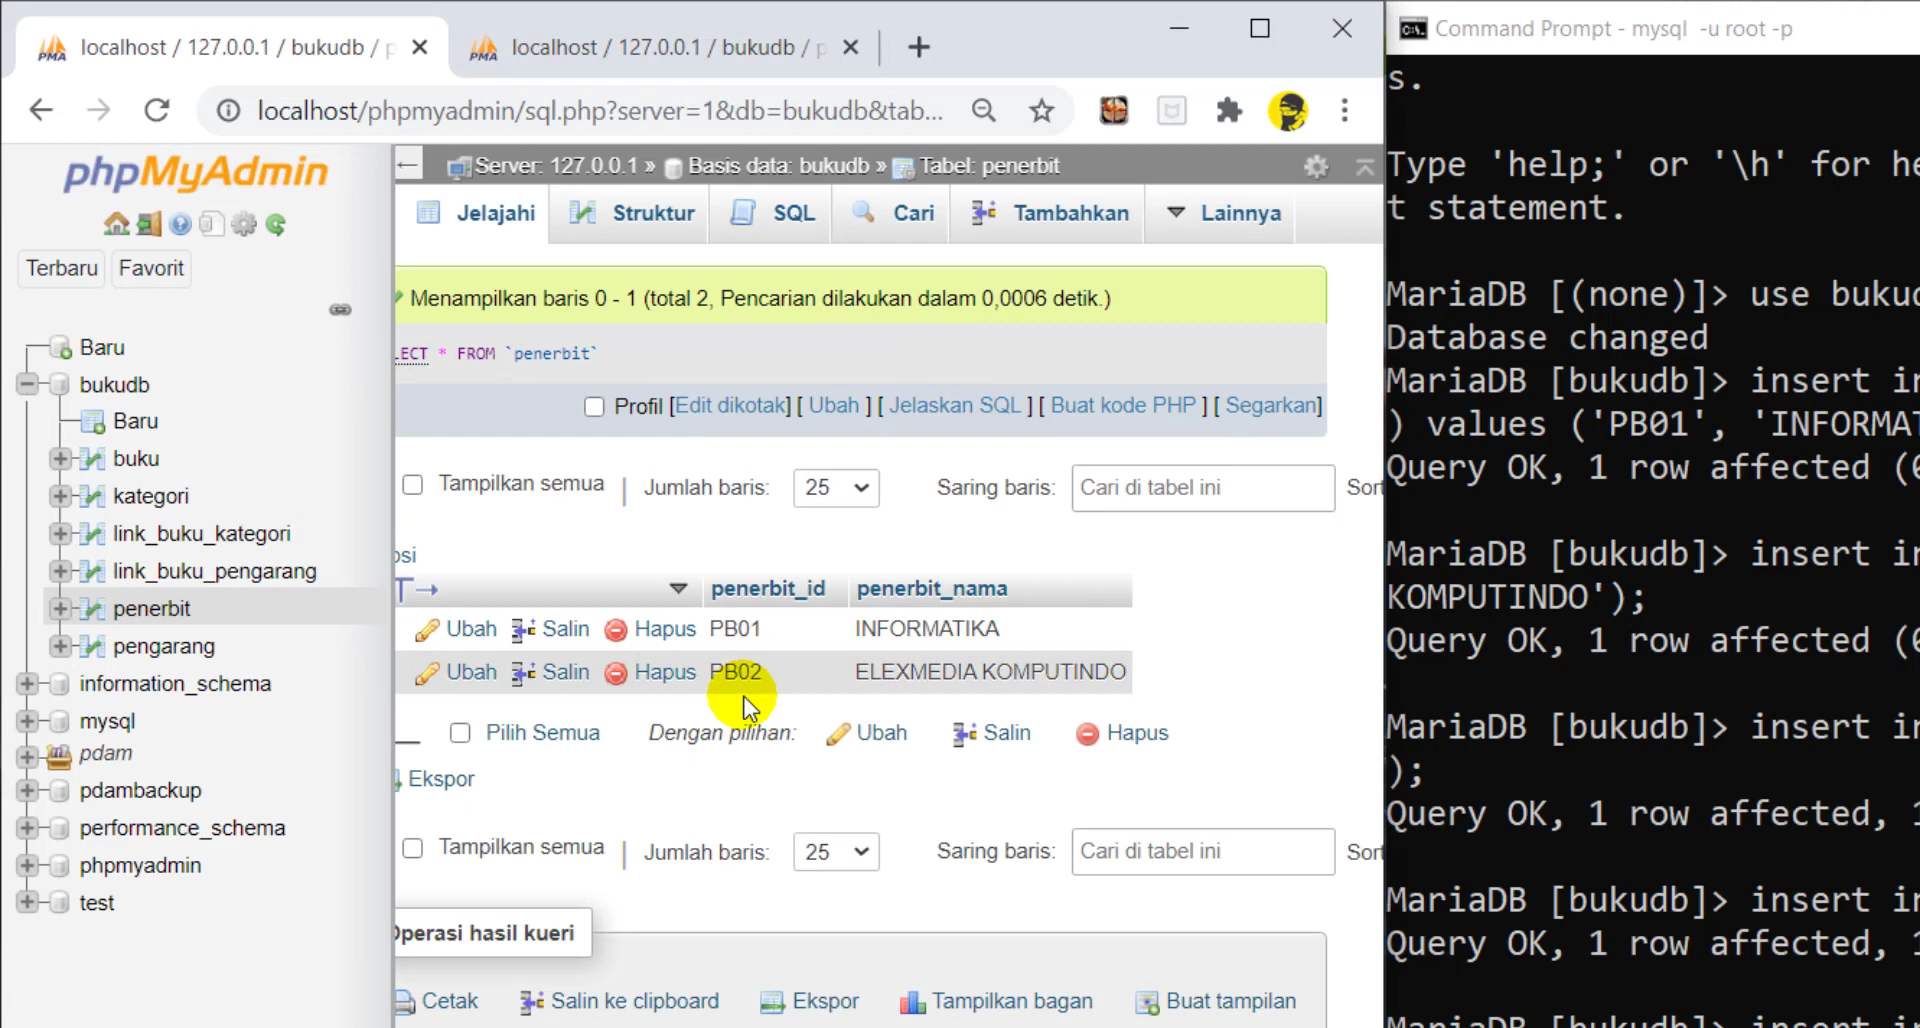 localhost / 127.0.0.1 / bukudb / p
localhost / 127.0.0.1 / bukudb / p
localhost/phpmyadmin/sql.php?server=1&db=bukudb&tab...
phpMyAdmin
Terbaru
Favorit
Baru
bukudb
Baru
buku
kategori
link_buku_kategori
link_buku_pengarang
penerbit
pengarang
information_schema
mysql
pdam
pdambackup
performance_schema
phpmyadmin
test
Server: 127.0.0.1 » Basis data: bukudb » Tabel: penerbit
Jelajahi
Struktur
SQL
Cari
Tambahkan
Lainnya
Menampilkan baris 0 - 1 (total 2, Pencarian dilakukan dalam 0,0006 detik.)
LECT * FROM `penerbit`
Profil [Edit dikotak] [ Ubah ] [ Jelaskan SQL ] [ Buat kode PHP ] [ Segarkan]
Tampilkan semua | Jumlah baris: 25 Saring baris: Cari di tabel ini Sort
osi
penerbit_id penerbit_nama
Ubah Salin Hapus PB01 INFORMATIKA
Ubah Salin Hapus PB02 ELEXMEDIA KOMPUTINDO
Pilih Semua Dengan pilihan: Ubah Salin Hapus
Ekspor
Tampilkan semua | Jumlah baris: 25 Saring baris: Cari di tabel ini Sort
Operasi hasil kueri
Cetak Salin ke clipboard Ekspor Tampilkan bagan Buat tampilan
Command Prompt - mysql -u root -p
s.
Type 'help;' or '\h' for he
t statement.
MariaDB [(none)]> use bukud
Database changed
MariaDB [bukudb]> insert in
) values ('PB01', 'INFORMAT
Query OK, 1 row affected (0
MariaDB [bukudb]> insert in
KOMPUTINDO');
Query OK, 1 row affected (0
MariaDB [bukudb]> insert in
');
Query OK, 1 row affected, 1
MariaDB [bukudb]> insert in
Query OK, 1 row affected, 1
MariaDB [bukudb]> insert in